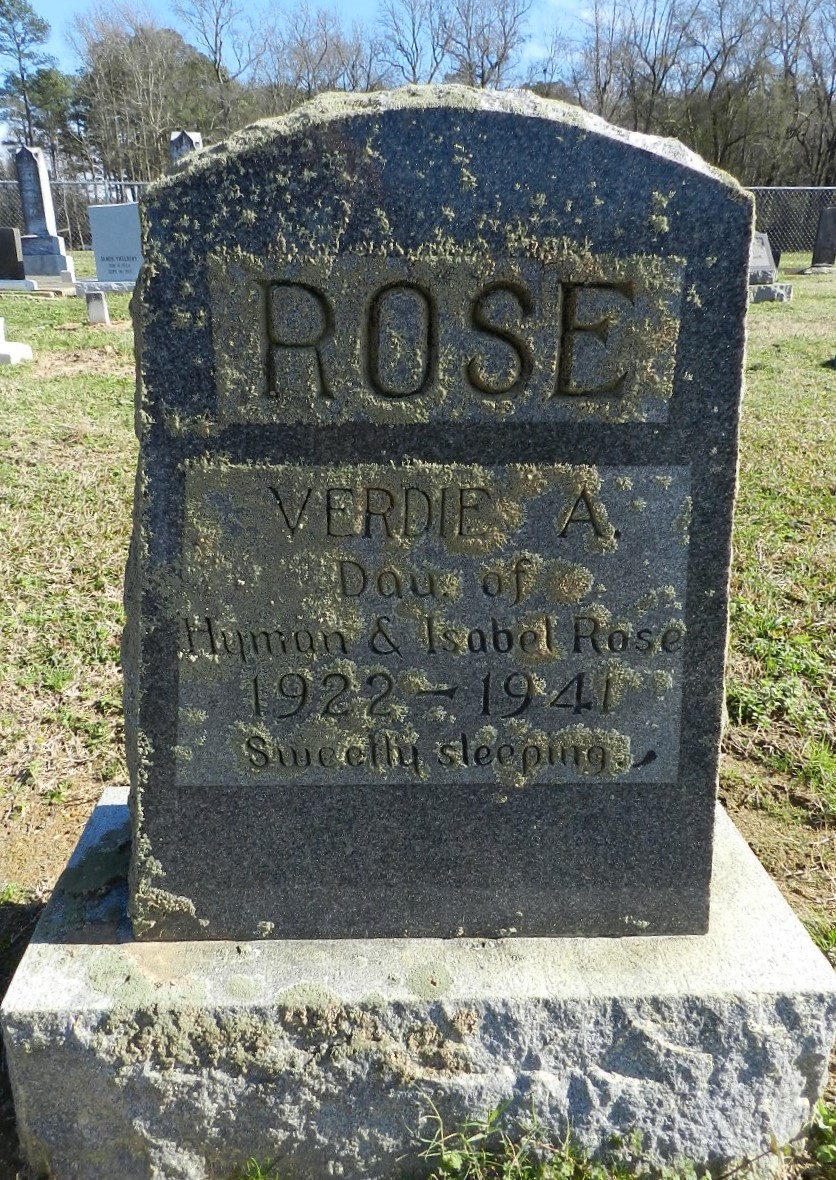 ROSE
VERDIE A.
Dau. of
Hyman & Isabel Rose
1922 - 1941
Sweetly sleeping.